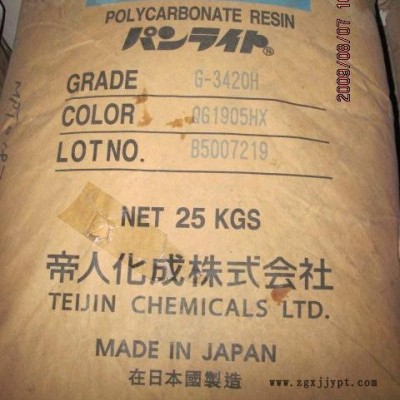 POLYCARBONATE RESIN
パンライト®
GRADE G-3420H
COLOR QG1905HX
LOT NO. B5007219
NET 25 KGS
帝人化成株式会社
TEIJIN CHEMICALS LTD.
MADE IN JAPAN
在日本國製造
www.zgxjjypt.com